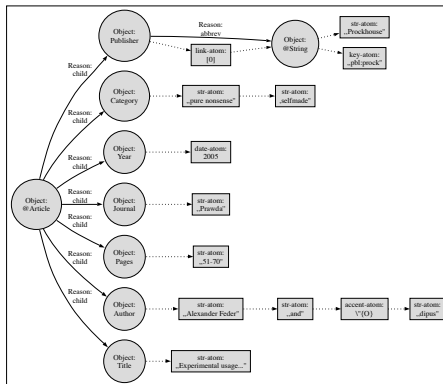 Object:
Publisher
Reason:
abbrev
link-atom:
[0]
Object:
@String
str-atom:
„Prockhouse"
key-atom:
„pbl:prock"
Reason:
child
Object:
Category
str-atom:
„pure nonsense"
str-atom:
„selfmade"
Reason:
child
Object:
Year
date-atom:
2005
Reason:
child
Object:
@Article
Reason:
child
Object:
Journal
str-atom:
„Prawda"
Reason:
child
Object:
Pages
str-atom:
„51-70"
Reason:
child
Object:
Author
str-atom:
„Alexander Feder"
str-atom:
„and"
accent-atom:
\"{O}
str-atom:
„dipus"
Reason:
child
Object:
Title
str-atom:
„Experimental usage..."